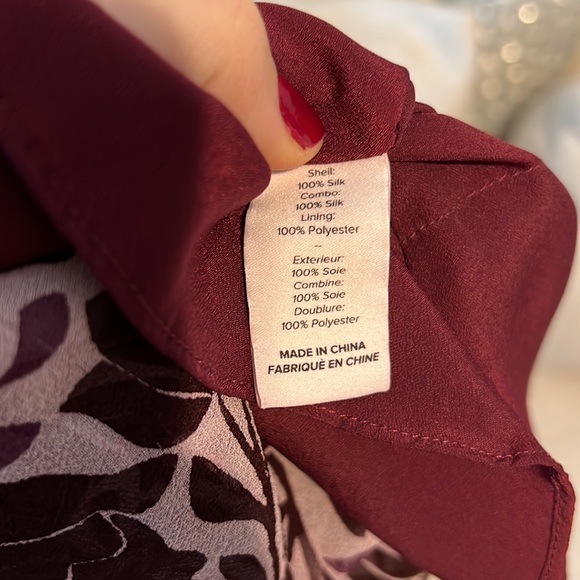 Shell:
100% Silk
Combo:
100% Silk
Lining:
100% Polyester
--
Exterieur:
100% Soie
Combine:
100% Soie
Doublure:
100% Polyester
MADE IN CHINA
FABRIQUÈ EN CHINE